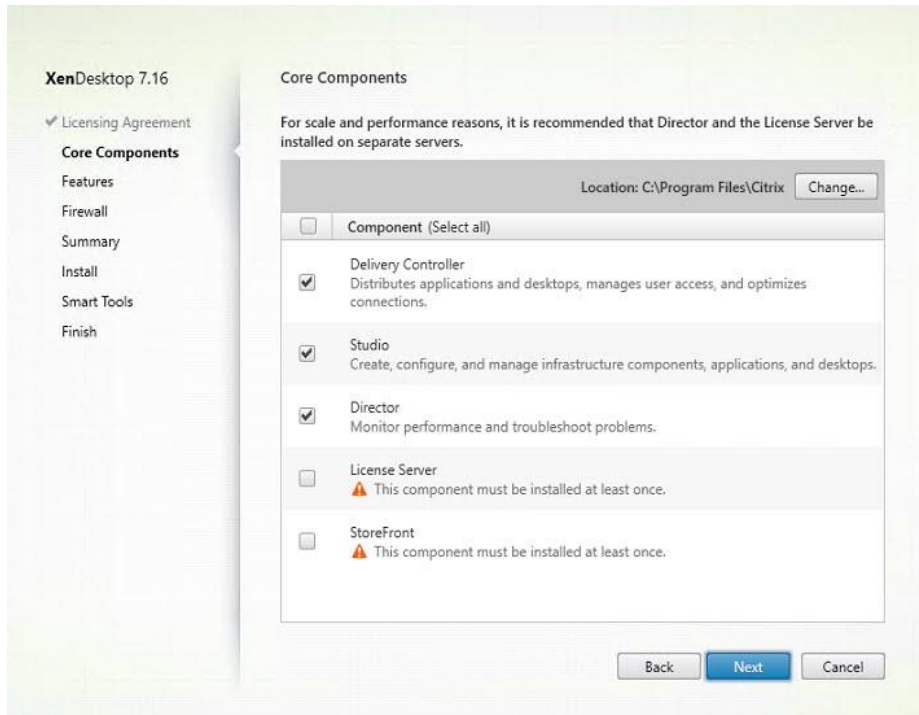 XenDesktop 7.16
Licensing Agreement
Core Components
Features
Firewall
Summary
Install
Smart Tools
Finish
Core Components
For scale and performance reasons, it is recommended that Director and the License Server be
installed on separate servers.
Location: C:\Program Files\Citrix Change...
Component (Select all)
Delivery Controller
Distributes applications and desktops, manages user access, and optimizes
connections.
Studio
Create, configure, and manage infrastructure components, applications, and desktops.
Director
Monitor performance and troubleshoot problems.
License Server
This component must be installed at least once.
StoreFront
This component must be installed at least once.
Back Next Cancel